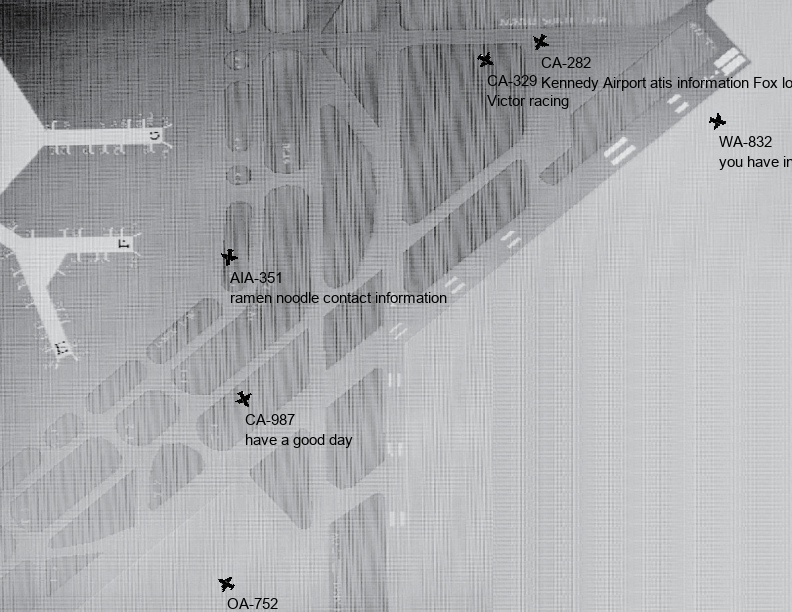 CA-282
CA-329
Kennedy Airport atis information Fox lo
Victor racing
WA-832
you have in
AIA-351
ramen noodle contact information
CA-987
have a good day
OA-752